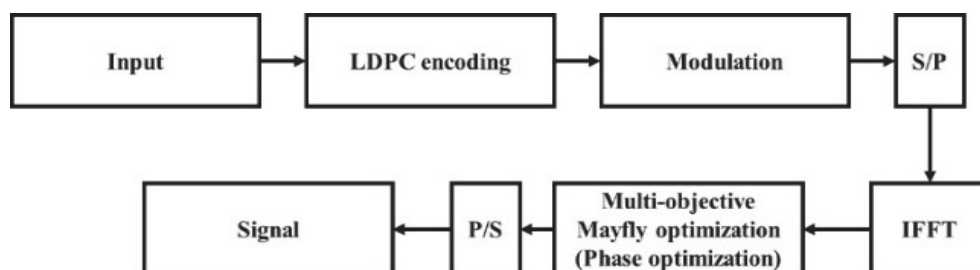 Input
LDPC encoding
Modulation
S/P
Signal
P/S
Multi-objective
Mayfly optimization
(Phase optimization)
IFFT